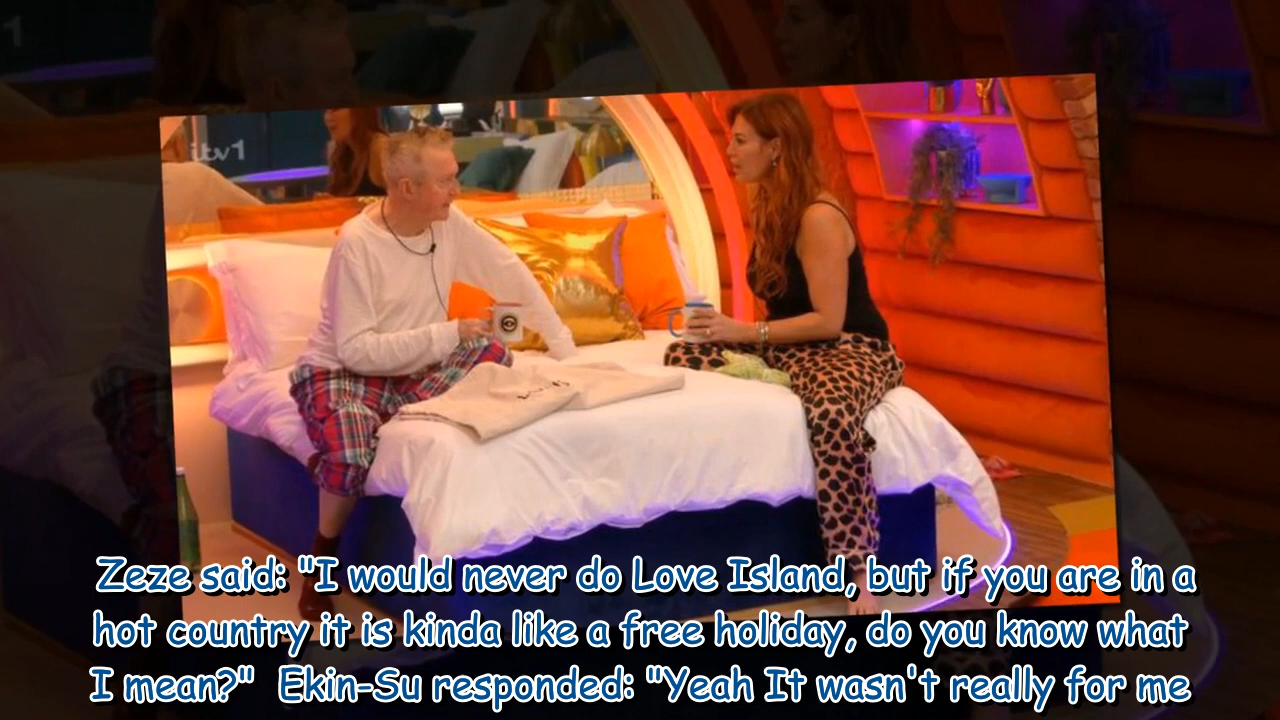 itv1
Zeze said: "I would never do Love Island, but if you are in a
hot country it is kinda like a free holiday, do you know what
I mean?"  Ekin-Su responded: "Yeah It wasn't really for me